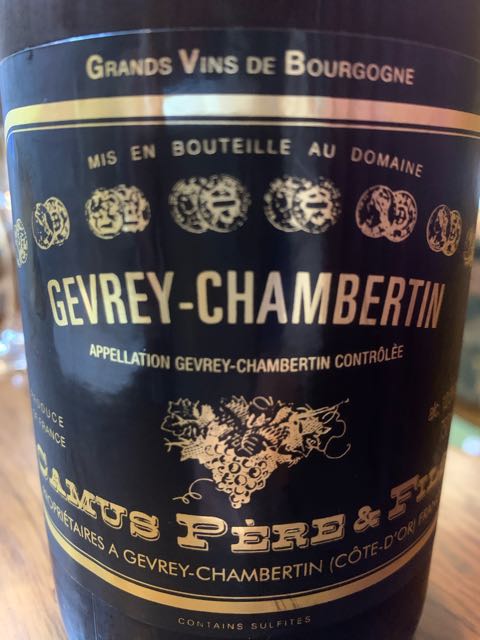 GRANDS VINS DE BOURGOGNE
MIS EN BOUTEILLE AU DOMAINE
GEVREY-CHAMBERTIN
APPELLATION GEVREY-CHAMBERTIN CONTRÔLÉE
FRANCE
alc.
CAMUS PÈRE &
PROPRIÉTAIRES A GEVREY-CHAMBERTIN (CÔTE-D'OR)
CONTAINS SULFITES